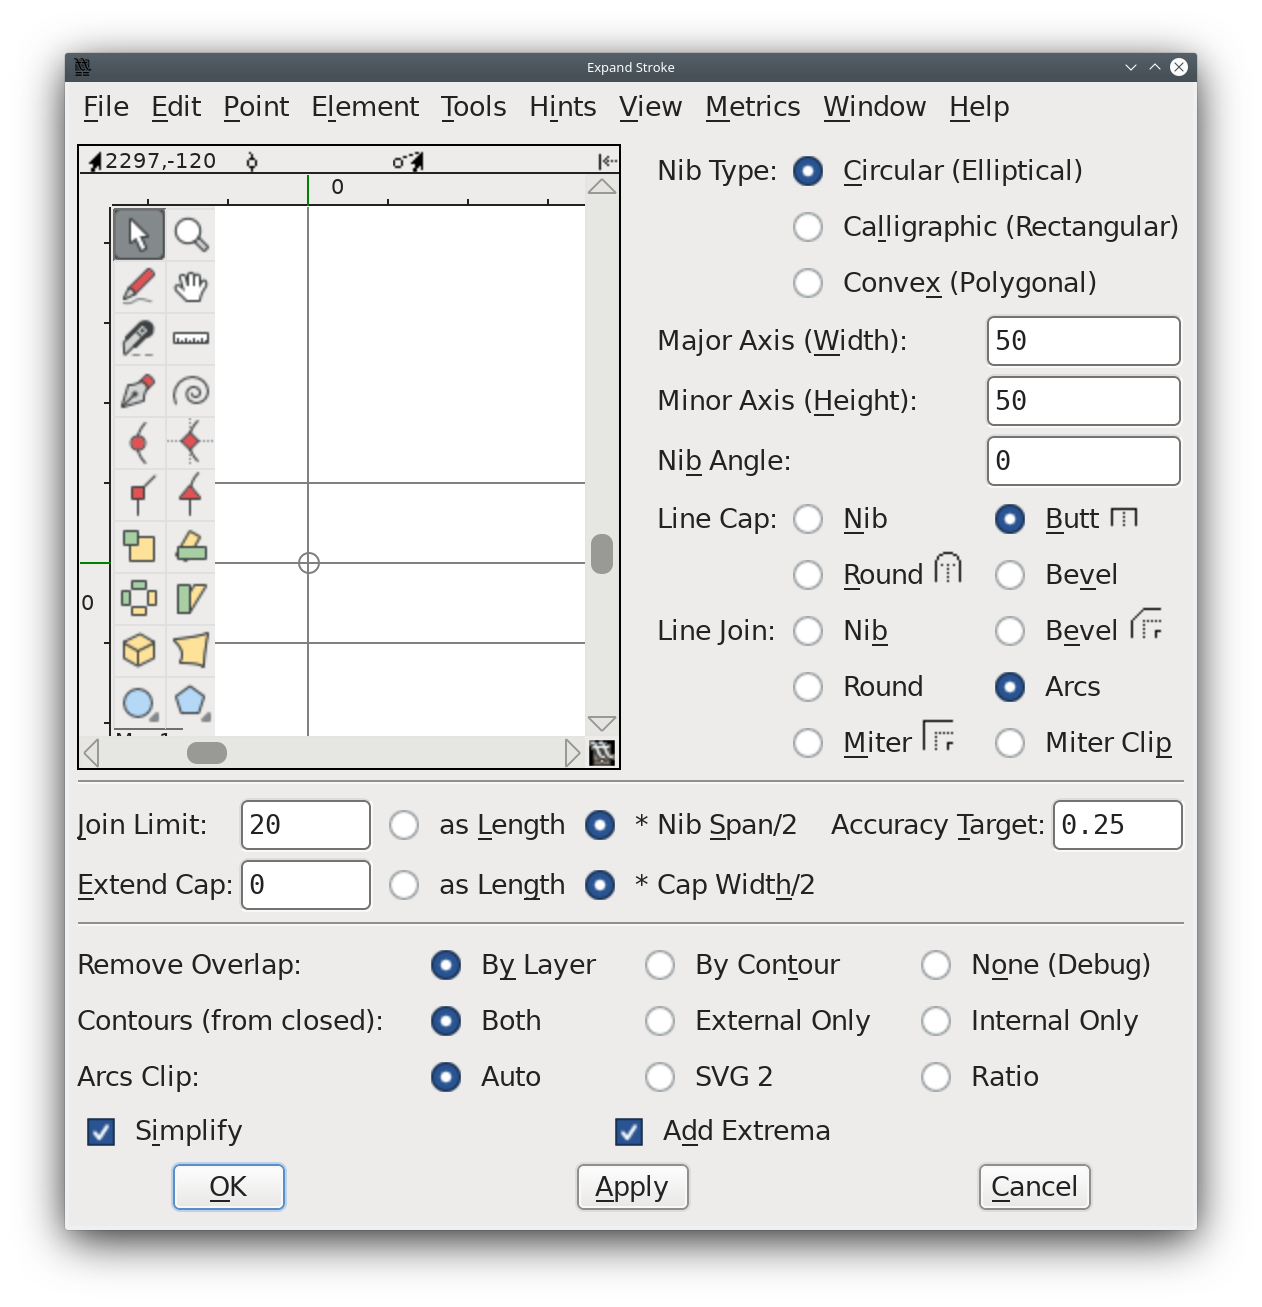 Expand Stroke
File Edit Point Element Tools Hints View Metrics Window Help
2297,-120
0
0
Nib Type: Circular (Elliptical)
Calligraphic (Rectangular)
Convex (Polygonal)
Major Axis (Width): 50
Minor Axis (Height): 50
Nib Angle: 0
Line Cap: Nib Butt
Round Bevel
Line Join: Nib Bevel
Round Arcs
Miter Miter Clip
Join Limit: 20 as Length * Nib Span/2 Accuracy Target: 0.25
Extend Cap: 0 as Length * Cap Width/2
Remove Overlap: By Layer By Contour None (Debug)
Contours (from closed): Both External Only Internal Only
Arcs Clip: Auto SVG 2 Ratio
Simplify Add Extrema
OK Apply Cancel